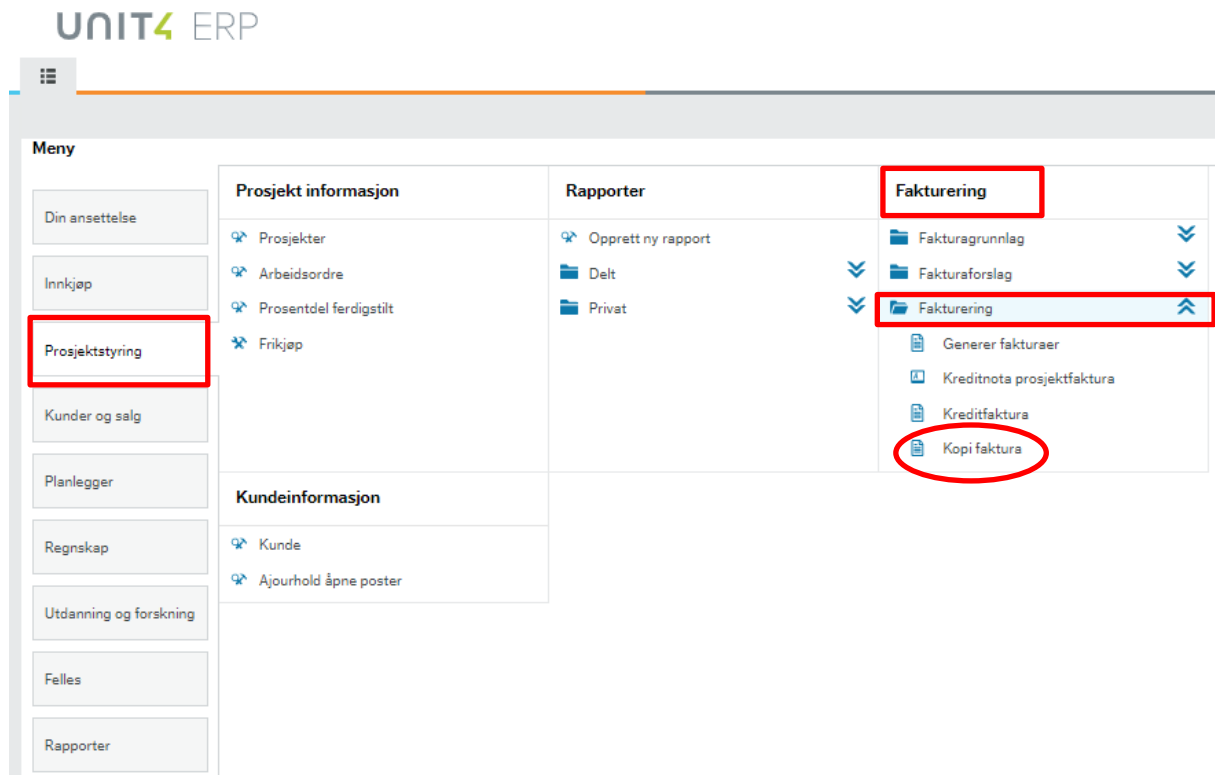 UNIT4 ERP
Meny
Din ansettelse
Innkjøp
Prosjektstyring
Kunder og salg
Planlegger
Regnskap
Utdanning og forskning
Felles
Rapporter
Prosjekt informasjon
Prosjekter
Arbeidsordre
Prosentdel ferdigstilt
Frikjøp
Kundeinformasjon
Kunde
Ajourhold åpne poster
Rapporter
Opprett ny rapport
Delt
Privat
Fakturering
Fakturagrunnlag
Fakturaforslag
Fakturering
Generer fakturaer
Kreditnota prosjektfaktura
Kreditfaktura
Kopi faktura